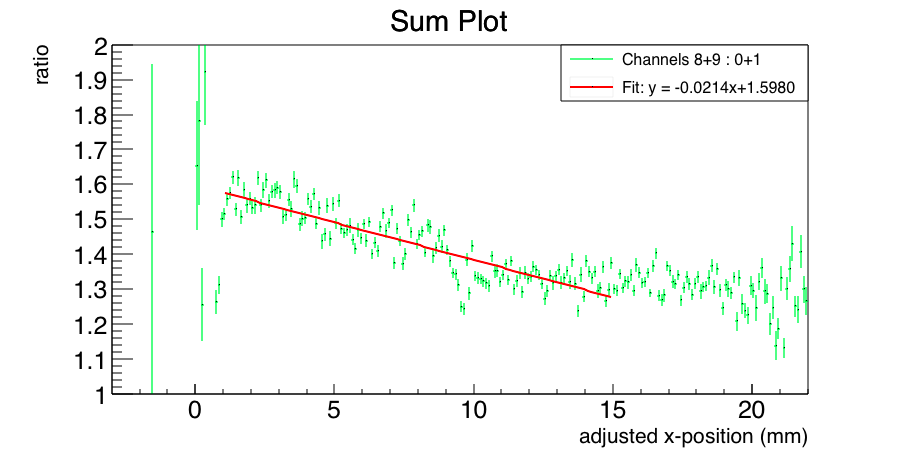 Sum Plot
ratio
2
1.9
1.8
1.7
1.6
1.5
1.4
1.3
1.2
1.1
1
Channels 8+9 : 0+1
Fit: y = -0.0214x+1.5980
0 5 10 15 20
adjusted x-position (mm)